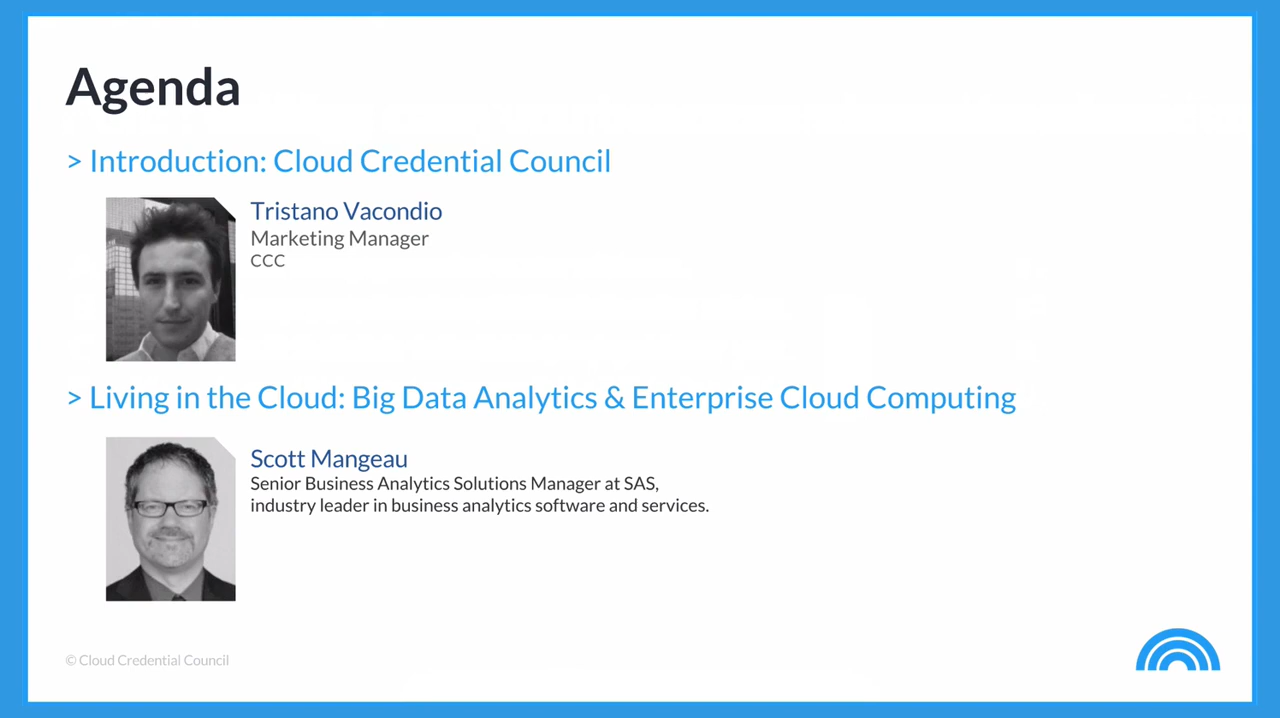 Agenda
> Introduction: Cloud Credential Council
Tristano Vacondio
Marketing Manager
CCC
> Living in the Cloud: Big Data Analytics & Enterprise Cloud Computing
Scott Mangeau
Senior Business Analytics Solutions Manager at SAS,
industry leader in business analytics software and services.
© Cloud Credential Council